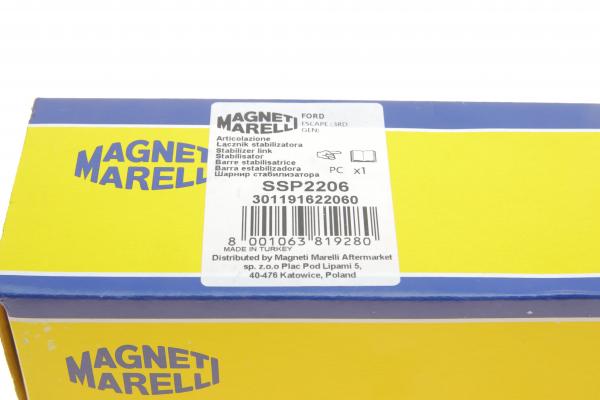 MAGNETI
MARELLI
MAGNETI
MARELLI
FORD
ESCAPE (3RD
GEN)
Articolazione
Łącznik stabilizatora
Stabilizer link
Stabilisator
Barre stabilisatrice
Barra estabilizadora
Шарнир стабилизатора
PC x1
SSP2206
301191622060
8 001063 819280
MADE IN TURKEY
Distributed by Magneti Marelli Aftermarket
sp. z.o.o Plac Pod Lipami 5,
40-476 Katowice, Poland
MAGNETI
MARELLI